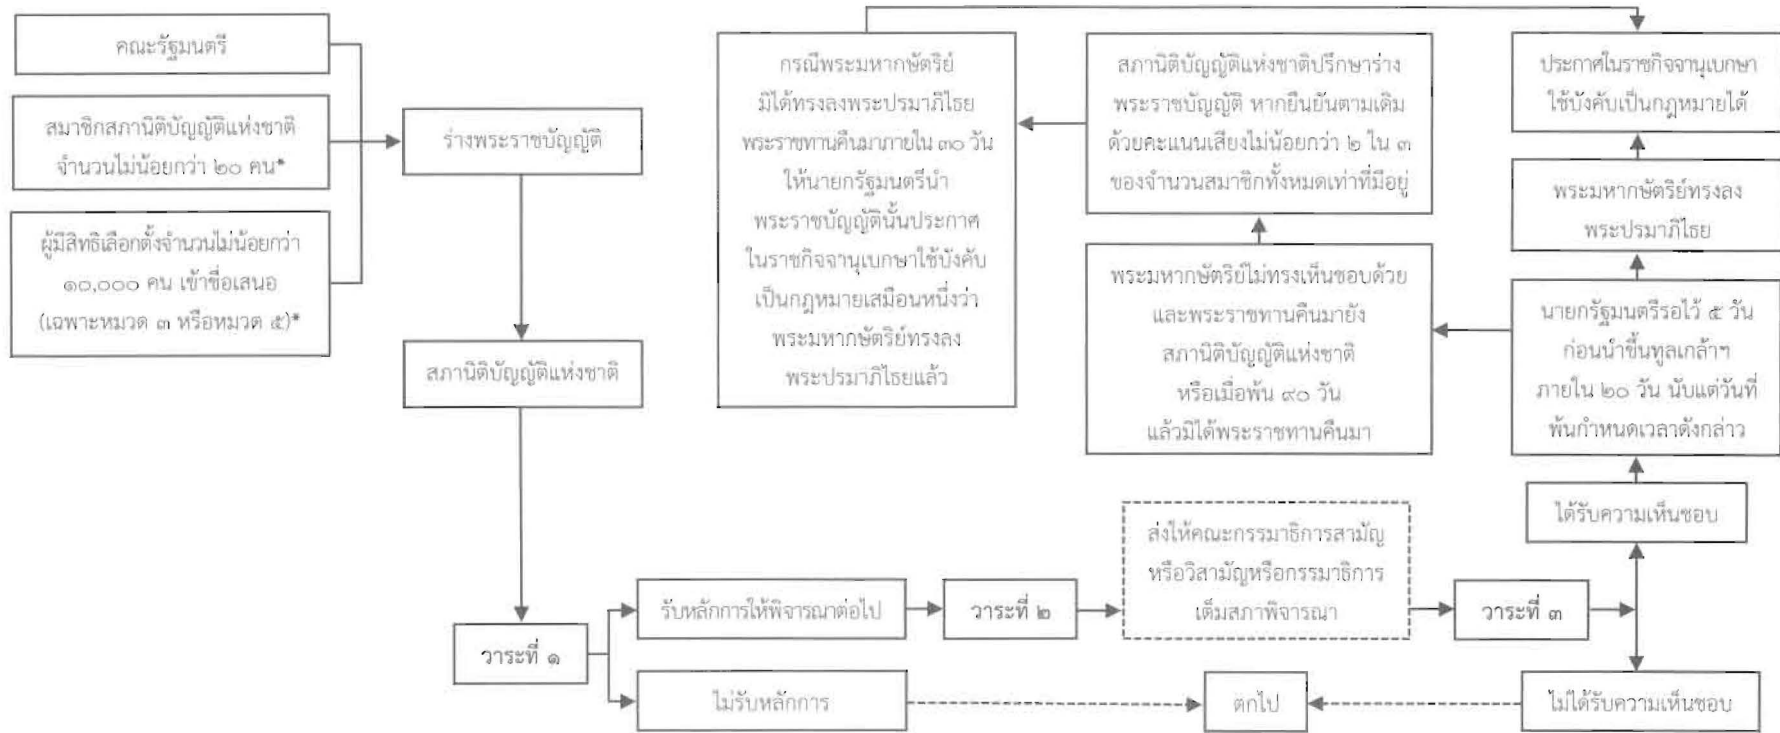 คณะรัฐมนตรี
สมาชิกสภานิติบัญญัติแห่งชาติ
จำนวนไม่น้อยกว่า ๒๐ คน*
ผู้มีสิทธิเลือกตั้งจำนวนไม่น้อยกว่า
๑๐,๐๐๐ คน เข้าชื่อเสนอ
(เฉพาะหมวด ๓ หรือหมวด ๕)*
ร่างพระราชบัญญัติ
สภานิติบัญญัติแห่งชาติ
วาระที่ ๑
รับหลักการให้พิจารณาต่อไป
ไม่รับหลักการ
วาระที่ ๒
ส่งให้คณะกรรมาธิการสามัญ
หรือวิสามัญหรือกรรมาธิการ
เต็มสภาพิจารณา
วาระที่ ๓
ตกไป
ไม่ได้รับความเห็นชอบ
ได้รับความเห็นชอบ
นายกรัฐมนตรีรอไว้ ๕ วัน
ก่อนนำขึ้นทูลเกล้าฯ
ภายใน ๒๐ วัน นับแต่วันที่
พ้นกำหนดเวลาดังกล่าว
พระมหากษัตริย์ทรงลง
พระปรมาภิไธย
ประกาศในราชกิจจานุเบกษา
ใช้บังคับเป็นกฎหมายได้
พระมหากษัตริย์ไม่ทรงเห็นชอบด้วย
และพระราชทานคืนมายัง
สภานิติบัญญัติแห่งชาติ
หรือเมื่อพ้น ๙๐ วัน
แล้วมิได้พระราชทานคืนมา
สภานิติบัญญัติแห่งชาติปรึกษาร่าง
พระราชบัญญัติ หากยืนยันตามเดิม
ด้วยคะแนนเสียงไม่น้อยกว่า ๒ ใน ๓
ของจำนวนสมาชิกทั้งหมดเท่าที่มีอยู่
กรณีพระมหากษัตริย์
มิได้ทรงลงพระปรมาภิไธย
พระราชทานคืนมาภายใน ๓๐ วัน
ให้นายกรัฐมนตรีนำ
พระราชบัญญัตินั้นประกาศ
ในราชกิจจานุเบกษาใช้บังคับ
เป็นกฎหมายเสมือนหนึ่งว่า
พระมหากษัตริย์ทรงลง
พระปรมาภิไธยแล้ว